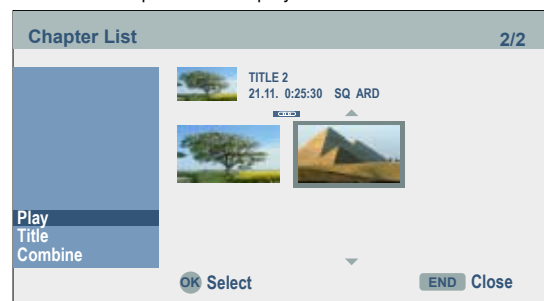 Chapter List
2/2
TITLE 2
21.11. 0:25:30 SQ ARD
Play
Title
Combine
OK Select
END Close